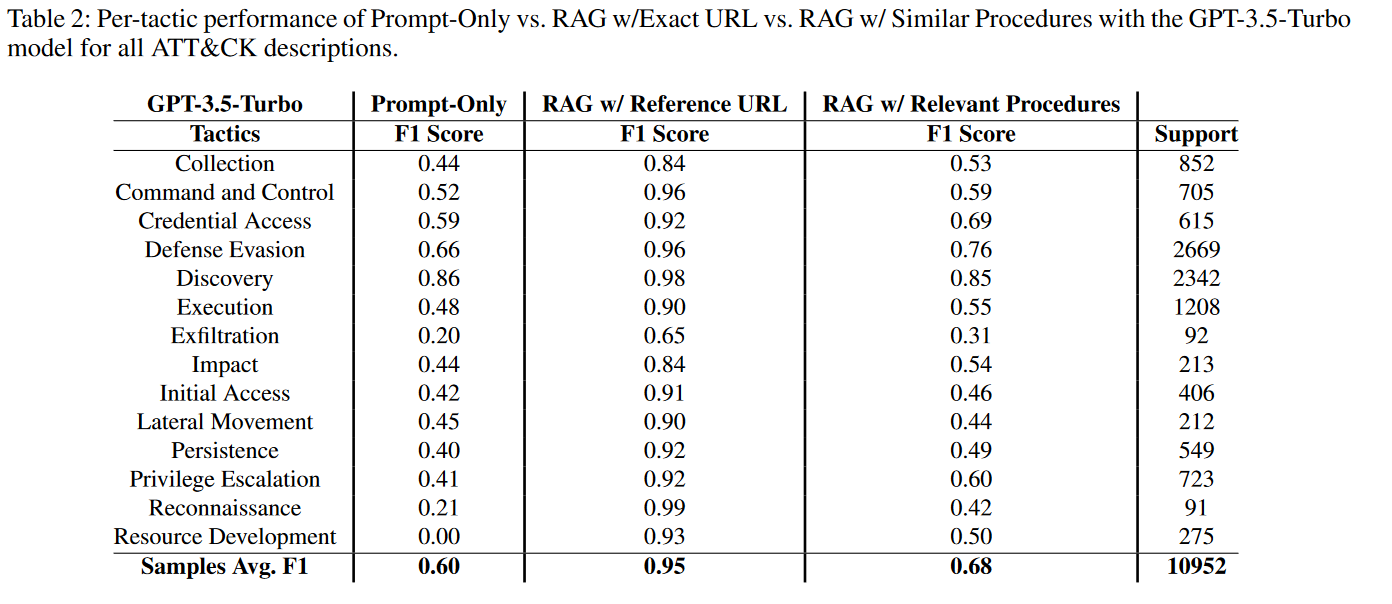 Table 2: Per-tactic performance of Prompt-Only vs. RAG w/Exact URL vs. RAG w/ Similar Procedures with the GPT-3.5-Turbo
model for all ATT&CK descriptions.
GPT-3.5-Turbo Prompt-Only RAG w/ Reference URL RAG w/ Relevant Procedures
Tactics F1 Score F1 Score F1 Score Support
Collection 0.44 0.84 0.53 852
Command and Control 0.52 0.96 0.59 705
Credential Access 0.59 0.92 0.69 615
Defense Evasion 0.66 0.96 0.76 2669
Discovery 0.86 0.98 0.85 2342
Execution 0.48 0.90 0.55 1208
Exfiltration 0.20 0.65 0.31 92
Impact 0.44 0.84 0.54 213
Initial Access 0.42 0.91 0.46 406
Lateral Movement 0.45 0.90 0.44 212
Persistence 0.40 0.92 0.49 549
Privilege Escalation 0.41 0.92 0.60 723
Reconnaissance 0.21 0.99 0.42 91
Resource Development 0.00 0.93 0.50 275
Samples Avg. F1 0.60 0.95 0.68 10952